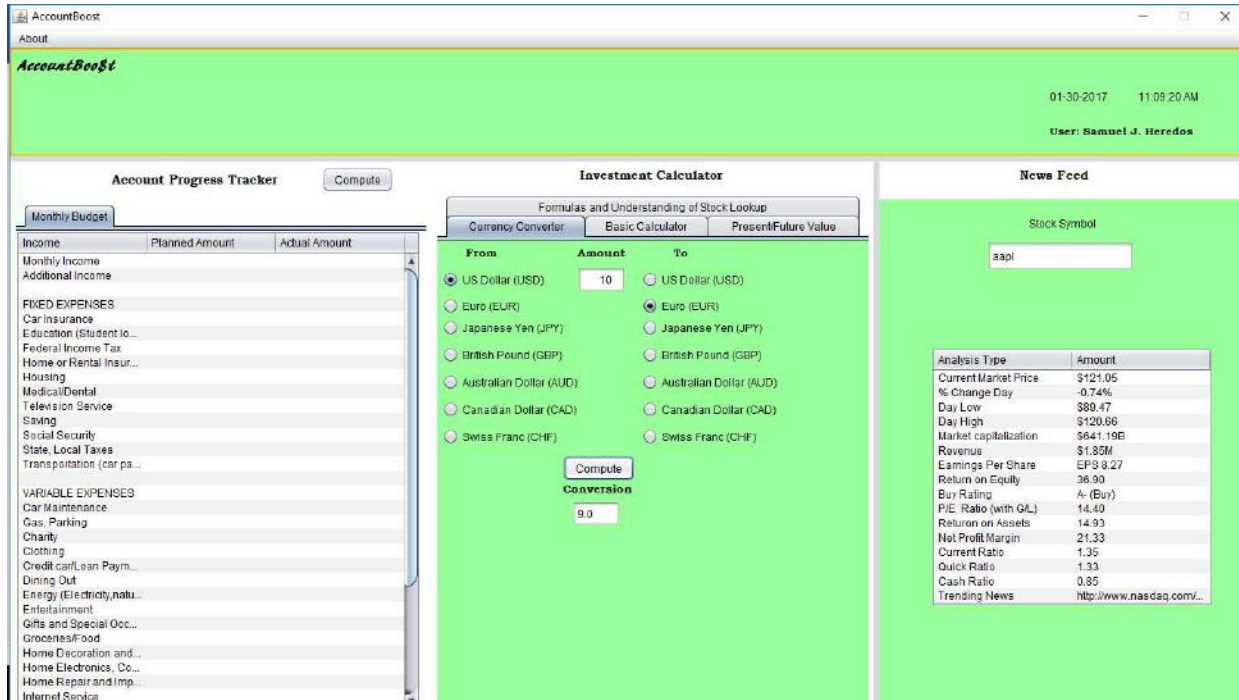 AccountBoost
About
AccountBoo$t
01-30-2017 11:09:20 AM
User: Samuel J. Heredos
Account Progress Tracker
Compute
Monthly Budget
Income Planned Amount Actual Amount
Monthly Income
Additional Income
FIXED EXPENSES
Car Insurance
Education (Student lo...
Federal Income Tax
Home or Rental Insur...
Housing
Medical/Dental
Television Service
Saving
Social Security
State, Local Taxes
Transportation (car pa...
VARIABLE EXPENSES
Car Maintenance
Gas, Parking
Charity
Clothing
Credit car/Loan Paym...
Dining Out
Energy (Electricity,natu...
Entertainment
Gifts and Special Occ...
Groceries/Food
Home Decoration and...
Home Electronics, Co...
Home Repair and Imp...
Internet Service
Investment Calculator
Formulas and Understanding of Stock Lookup
Currency Converter Basic Calculator Present/Future Value
From Amount To
US Dollar (USD) 10 US Dollar (USD)
Euro (EUR) Euro (EUR)
Japanese Yen (JPY) Japanese Yen (JPY)
British Pound (GBP) British Pound (GBP)
Australian Dollar (AUD) Australian Dollar (AUD)
Canadian Dollar (CAD) Canadian Dollar (CAD)
Swiss Franc (CHF) Swiss Franc (CHF)
Compute
Conversion
9.0
News Feed
Stock Symbol
aapl
Analysis Type Amount
Current Market Price $121.05
% Change Day -0.74%
Day Low $89.47
Day High $120.66
Market capitalization $641.19B
Revenue $1.85M
Earnings Per Share EPS 8.27
Return on Equity 36.90
Buy Rating A- (Buy)
P/E Ratio (with G/L) 14.40
Returon on Assets 14.93
Net Profit Margin 21.33
Current Ratio 1.35
Quick Ratio 1.33
Cash Ratio 0.85
Trending News http://www.nasdaq.com/...